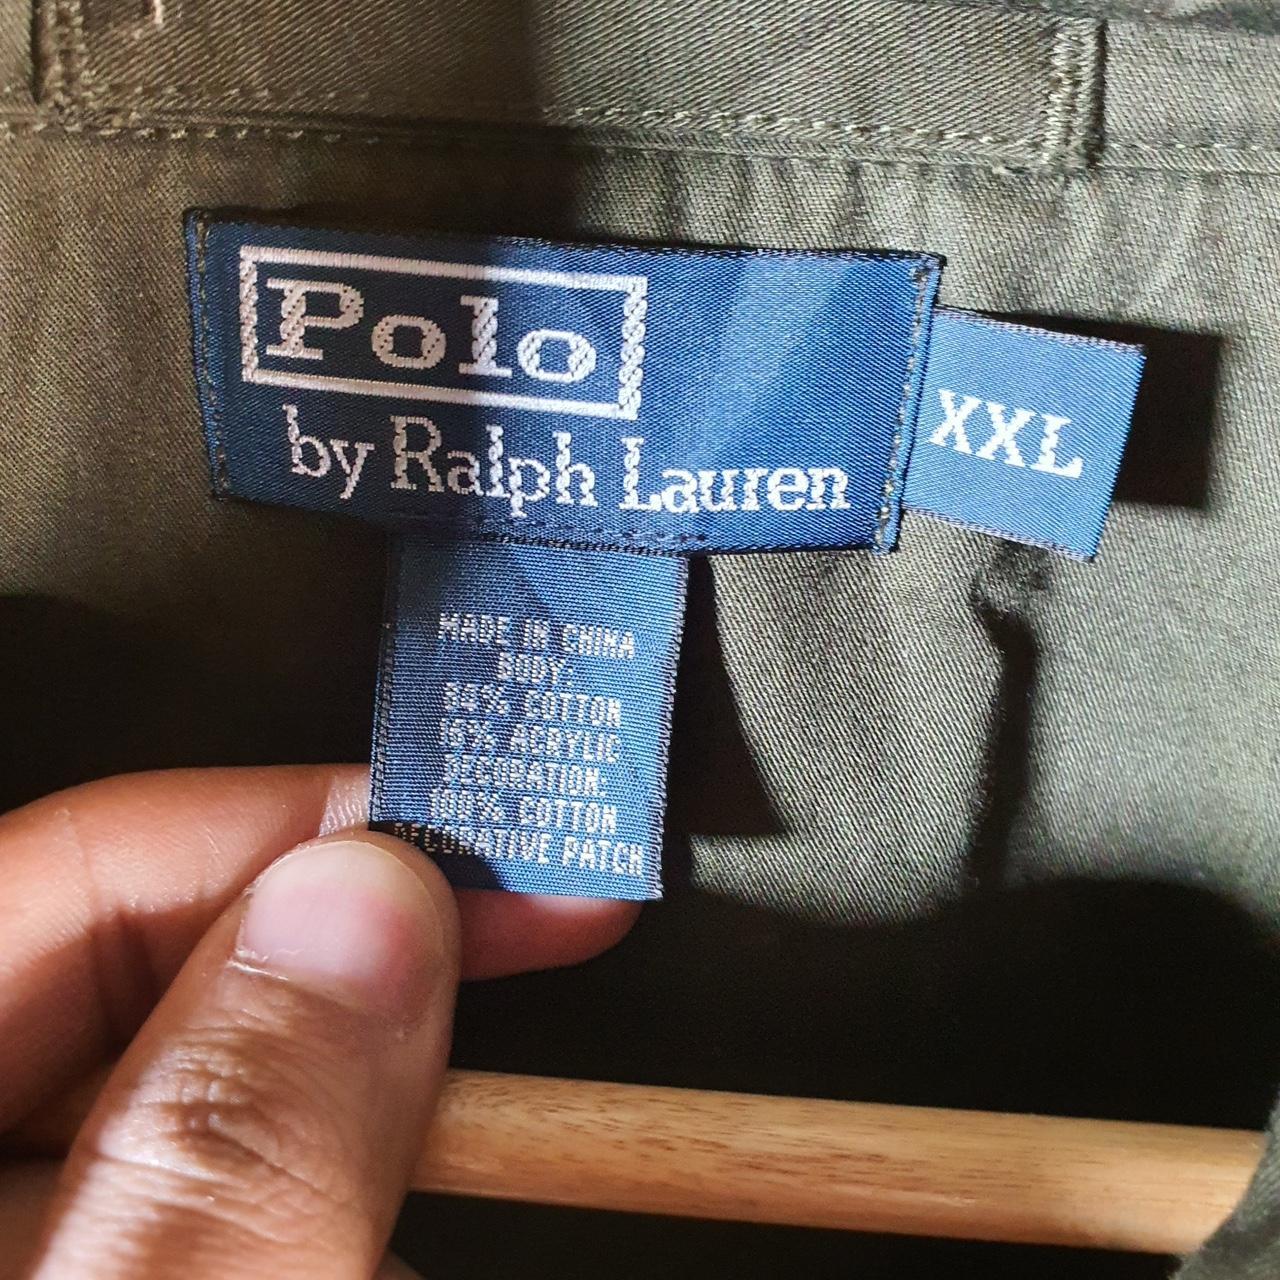 Polo
by Ralph Lauren
XXL
MADE IN CHINA
BODY:
84% COTTON
16% ACRYLIC
DECORATION:
100% COTTON
DECORATIVE PATCH